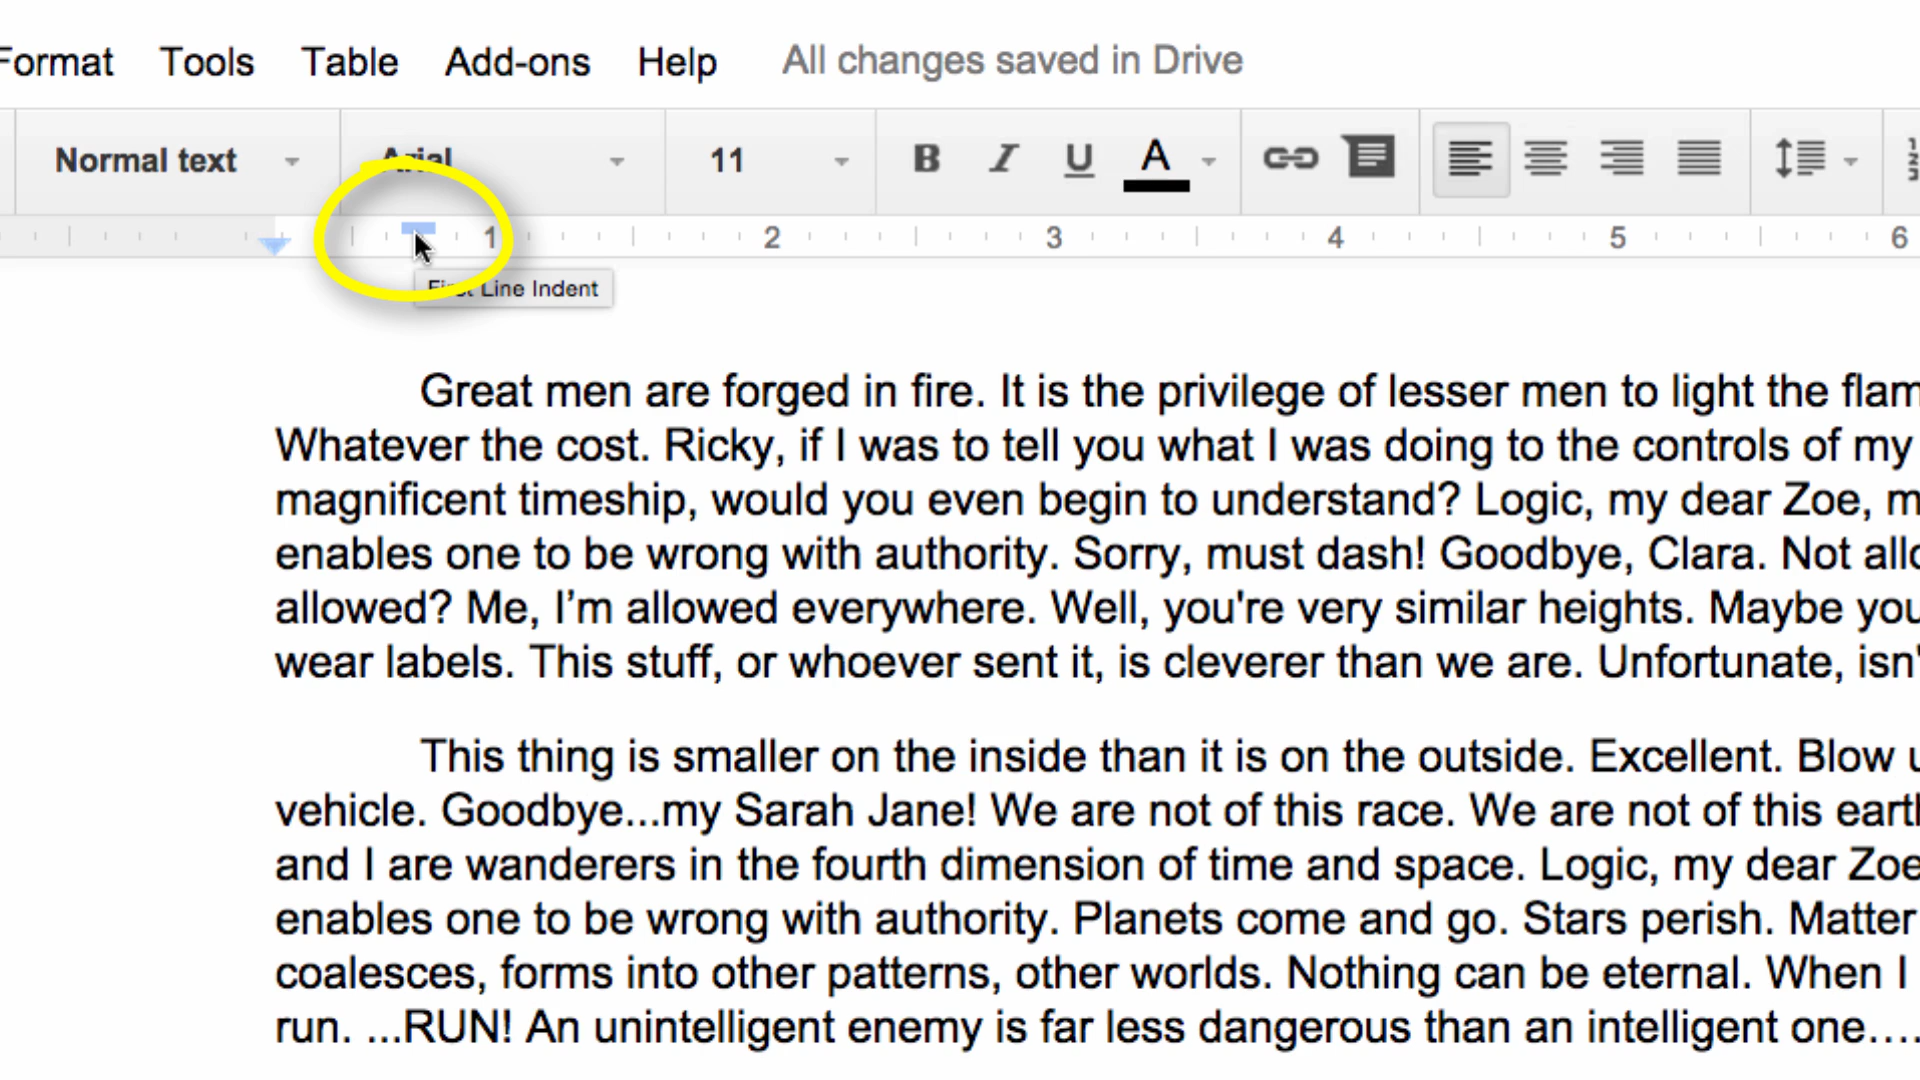 Format Tools Table Add-ons Help All changes saved in Drive
Normal text Arial 11 B I U A
1 2 3 4 5 6
First Line Indent
Great men are forged in fire. It is the privilege of lesser men to light the flam
Whatever the cost. Ricky, if I was to tell you what I was doing to the controls of my
magnificent timeship, would you even begin to understand? Logic, my dear Zoe, m
enables one to be wrong with authority. Sorry, must dash! Goodbye, Clara. Not allo
allowed? Me, I’m allowed everywhere. Well, you're very similar heights. Maybe you
wear labels. This stuff, or whoever sent it, is cleverer than we are. Unfortunate, isn'
This thing is smaller on the inside than it is on the outside. Excellent. Blow u
vehicle. Goodbye...my Sarah Jane! We are not of this race. We are not of this earth
and I are wanderers in the fourth dimension of time and space. Logic, my dear Zoe
enables one to be wrong with authority. Planets come and go. Stars perish. Matter
coalesces, forms into other patterns, other worlds. Nothing can be eternal. When I
run. ...RUN! An unintelligent enemy is far less dangerous than an intelligent one....